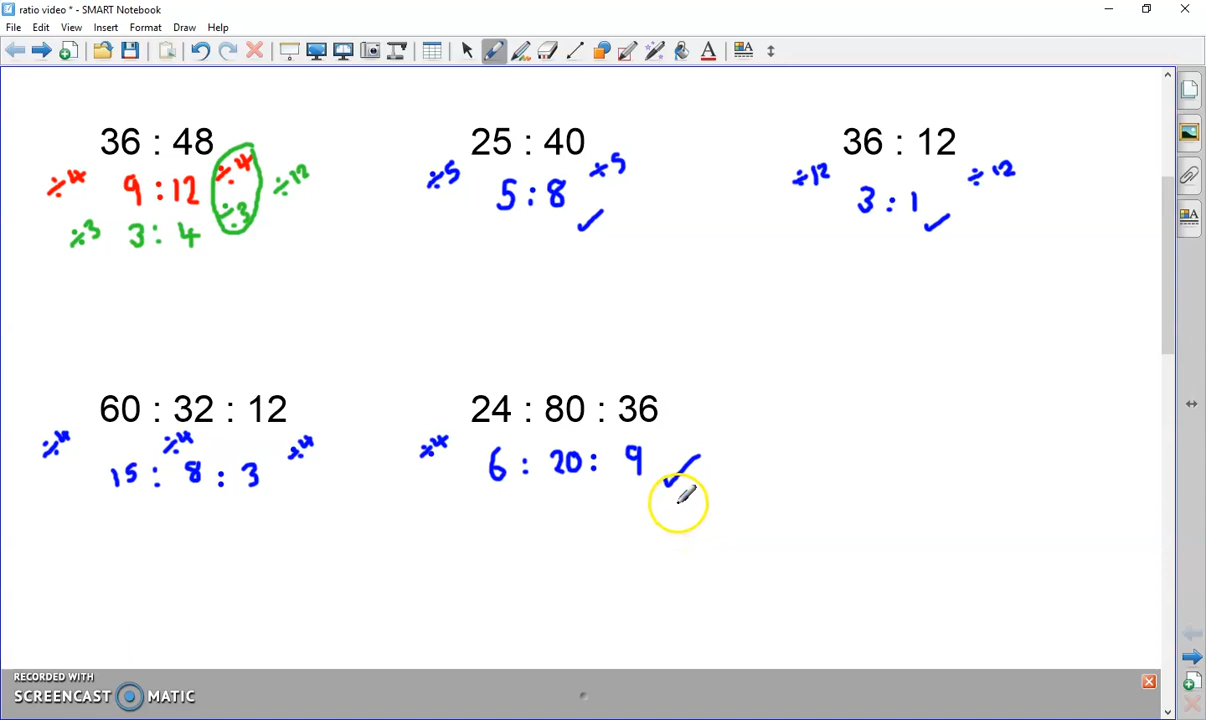 ratio video * - SMART Notebook
File Edit View Insert Format Draw Help
36 : 48
÷4 9 : 12 ÷4 ÷12
÷3 3 : 4 ÷3
25 : 40
÷5 5 : 8 ÷5
36 : 12
÷12 3 : 1 ÷12
60 : 32 : 12
÷4 ÷4 ÷4
15 : 8 : 3
24 : 80 : 36
÷4 6 : 20 : 9
RECORDED WITH
SCREENCAST MATIC